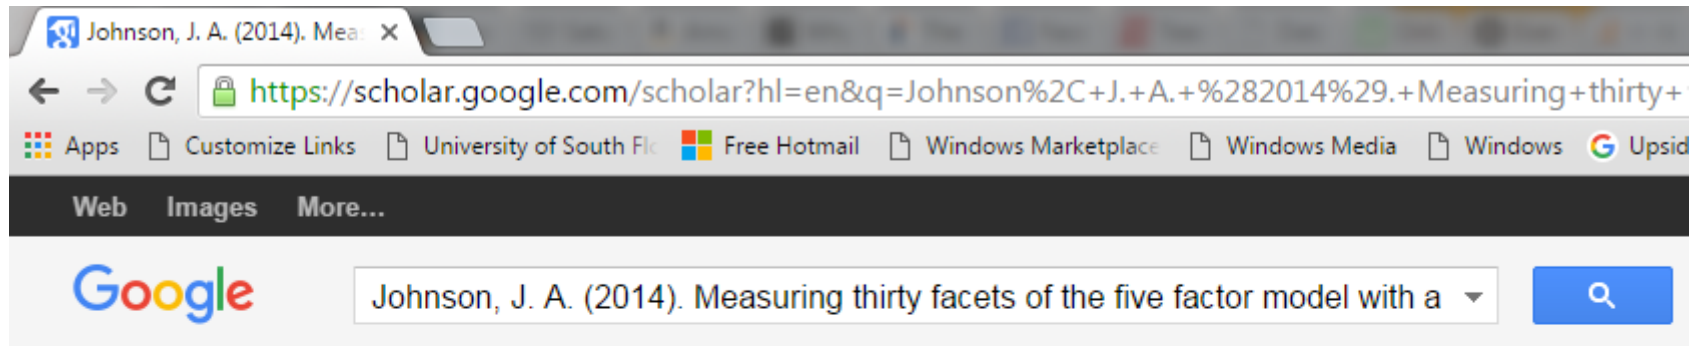 Johnson, J. A. (2014). Mea
https://scholar.google.com/scholar?hl=en&q=Johnson%2C+J.+A.+%282014%29.+Measuring+thirty+
Apps Customize Links University of South Flo Free Hotmail Windows Marketplace Windows Media Windows Upsid
Web Images More...
Google Johnson, J. A. (2014). Measuring thirty facets of the five factor model with a